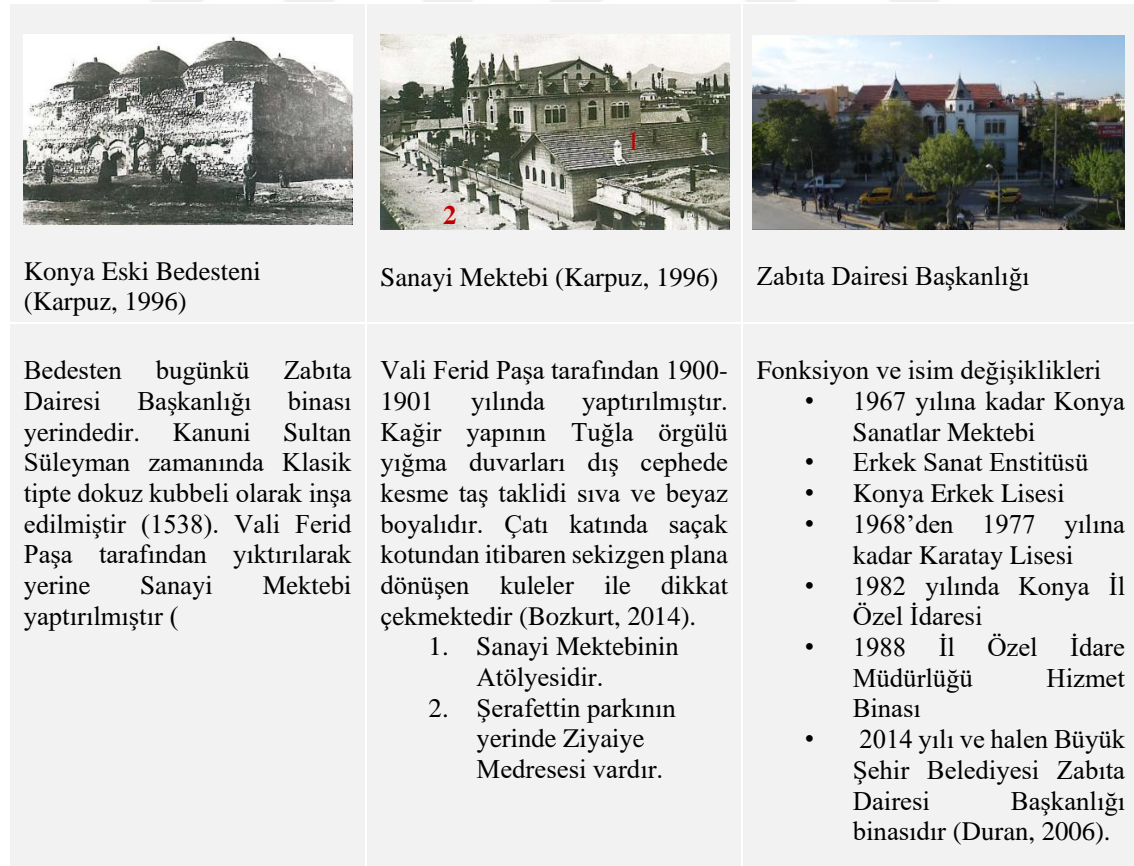 1
2
Konya Eski Bedesteni
(Karpuz, 1996)
Sanayi Mektebi (Karpuz, 1996)
Zabıta Dairesi Başkanlığı
Bedesten bugünkü Zabıta
Dairesi Başkanlığı binası
yerindedir. Kanuni Sultan
Süleyman zamanında Klasik
tipte dokuz kubbeli olarak inşa
edilmiştir (1538). Vali Ferid
Paşa tarafından yıktırılarak
yerine Sanayi Mektebi
yaptırılmıştır (
Vali Ferid Paşa tarafından 1900-
1901 yılında yaptırılmıştır.
Kağir yapının Tuğla örgülü
yığma duvarları dış cephede
kesme taş taklidi sıva ve beyaz
boyalıdır. Çatı katında saçak
kotundan itibaren sekizgen plana
dönüşen kuleler ile dikkat
çekmektedir (Bozkurt, 2014).
1. Sanayi Mektebinin
Atölyesidir.
2. Şerafettin parkının
yerinde Ziyaiye
Medresesi vardır.
Fonksiyon ve isim değişiklikleri
• 1967 yılına kadar Konya
Sanatlar Mektebi
• Erkek Sanat Enstitüsü
• Konya Erkek Lisesi
• 1968’den 1977 yılına
kadar Karatay Lisesi
• 1982 yılında Konya İl
Özel İdaresi
• 1988 İl Özel İdare
Müdürlüğü Hizmet
Binası
• 2014 yılı ve halen Büyük
Şehir Belediyesi Zabıta
Dairesi Başkanlığı
binasıdır (Duran, 2006).